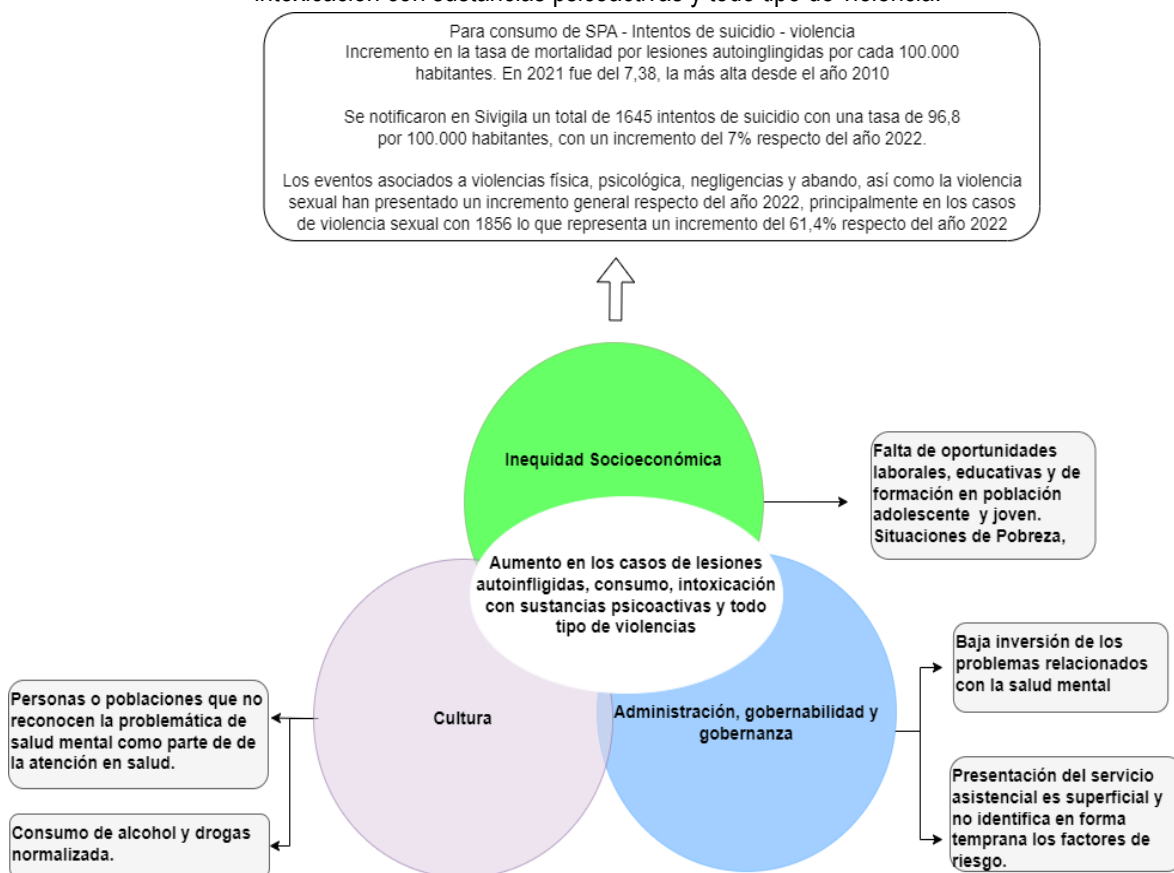 intoxicación con sustancias psicoactivas y todo tipo de violencia.
Para consumo de SPA - Intentos de suicidio - violencia
Incremento en la tasa de mortalidad por lesiones autoinglingidas por cada 100.000
habitantes. En 2021 fue del 7,38, la más alta desde el año 2010
Se notificaron en Sivigila un total de 1645 intentos de suicidio con una tasa de 96,8
por 100.000 habitantes, con un incremento del 7% respecto del año 2022.
Los eventos asociados a violencias física, psicológica, negligencias y abando, así como la violencia
sexual han presentado un incremento general respecto del año 2022, principalmente en los casos
de violencia sexual con 1856 lo que representa un incremento del 61,4% respecto del año 2022
Inequidad Socioeconómica
Falta de oportunidades
laborales, educativas y de
formación en población
adolescente y joven.
Situaciones de Pobreza,
Aumento en los casos de lesiones
autoinfligidas, consumo, intoxicación
con sustancias psicoactivas y todo
tipo de violencias
Baja inversión de los
problemas relacionados
con la salud mental
Personas o poblaciones que no
reconocen la problemática de
salud mental como parte de de
la atención en salud.
Cultura
Administración, gobernabilidad y
gobernanza
Presentación del servicio
asistencial es superficial y
no identifica en forma
temprana los factores de
riesgo.
Consumo de alcohol y drogas
normalizada.